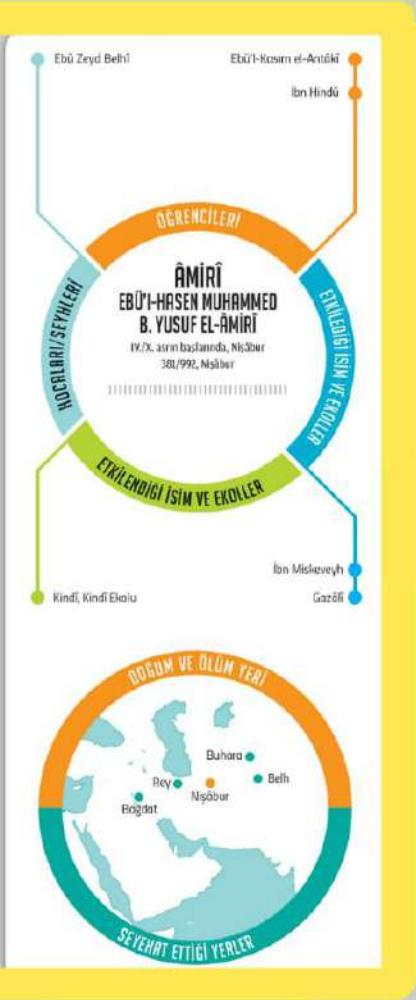 Ebû Zeyd Belhî
Ebü'l-Kasım el-Antâkî
İbn Hindû
ÖĞRENCİLERİ
HOCALARI/ŞEYHLERİ
ÂMİRÎ
EBÜ'l-HASEN MUHAMMED
B. YUSUF EL-ÂMİRÎ
IV./X. asrın başlarında, Nişâbur
381/992, Nişâbur
ETKİLEDİĞİ İSİM VE EKOLLER
ETKİLENDİĞİ İSİM VE EKOLLER
İbn Miskeveyh
Kindî, Kindî Ekolu
Gazâlî
DOĞUM VE ÖLÜM YERİ
Buhara
Rey
Belh
Nişâbur
Bağdat
SEYEHAT ETTİĞİ YERLER